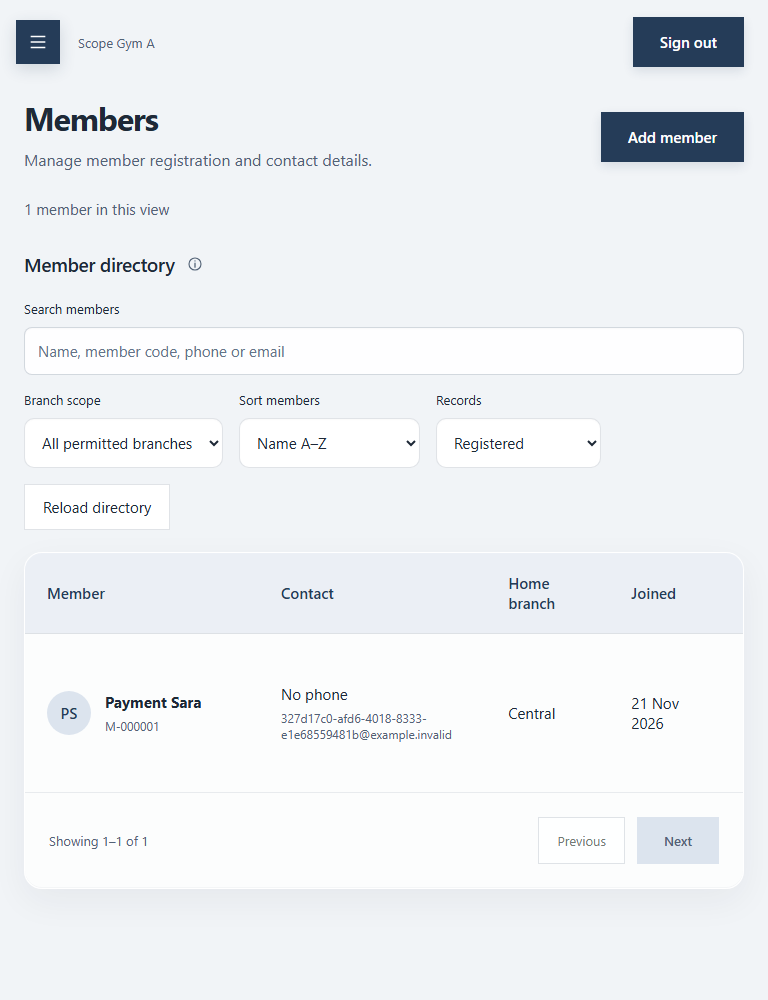 Scope Gym A
Sign out
Members
Add member
Manage member registration and contact details.
1 member in this view
Member directory
Search members
Name, member code, phone or email
Branch scope
Sort members
Records
All permitted branches
Name A–Z
Registered
Reload directory
Member
Contact
Home
branch
Joined
PS
Payment Sara
M-000001
No phone
327d17c0-afd6-4018-8333-
e1e68559481b@example.invalid
Central
21 Nov
2026
Showing 1–1 of 1
Previous
Next